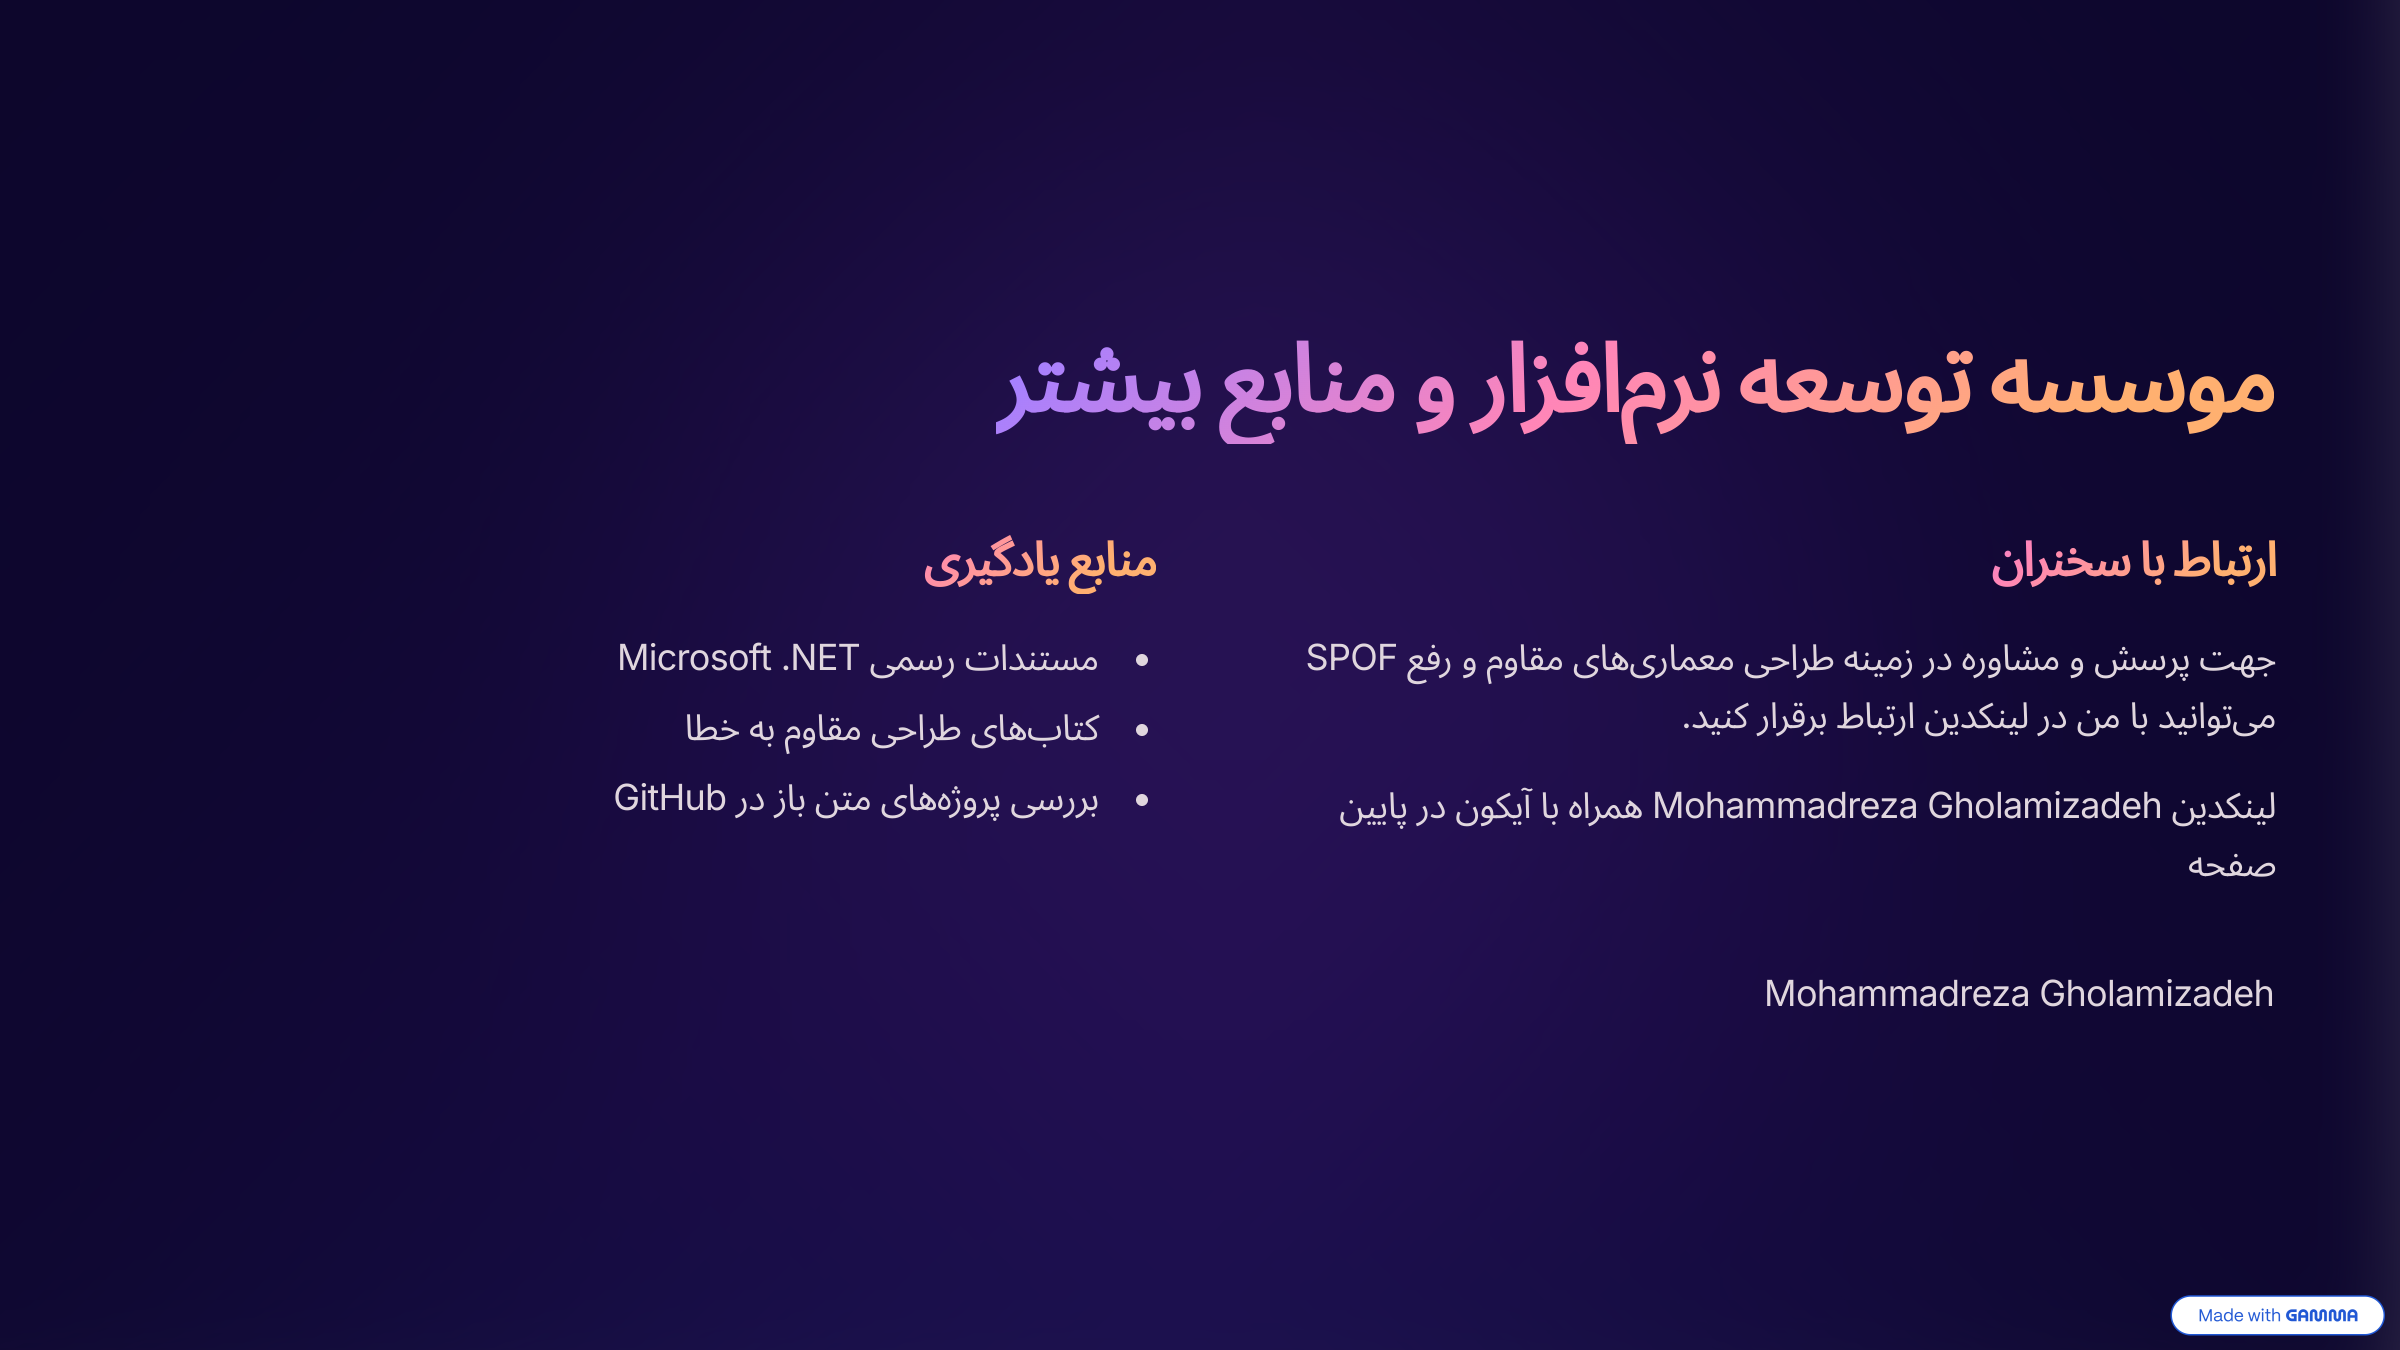 موسسه توسعه نرم‌افزار و منابع بیشتر
ارتباط با سخنران
جهت پرسش و مشاوره در زمینه طراحی معماری‌های مقاوم و رفع SPOF
می‌توانید با من در لینکدین ارتباط برقرار کنید.
لینکدین Mohammadreza Gholamizadeh همراه با آیکون در پایین
صفحه
Mohammadreza Gholamizadeh
منابع یادگیری
• مستندات رسمی Microsoft .NET
• کتاب‌های طراحی مقاوم به خطا
• بررسی پروژه‌های متن باز در GitHub
Made with GAMMA